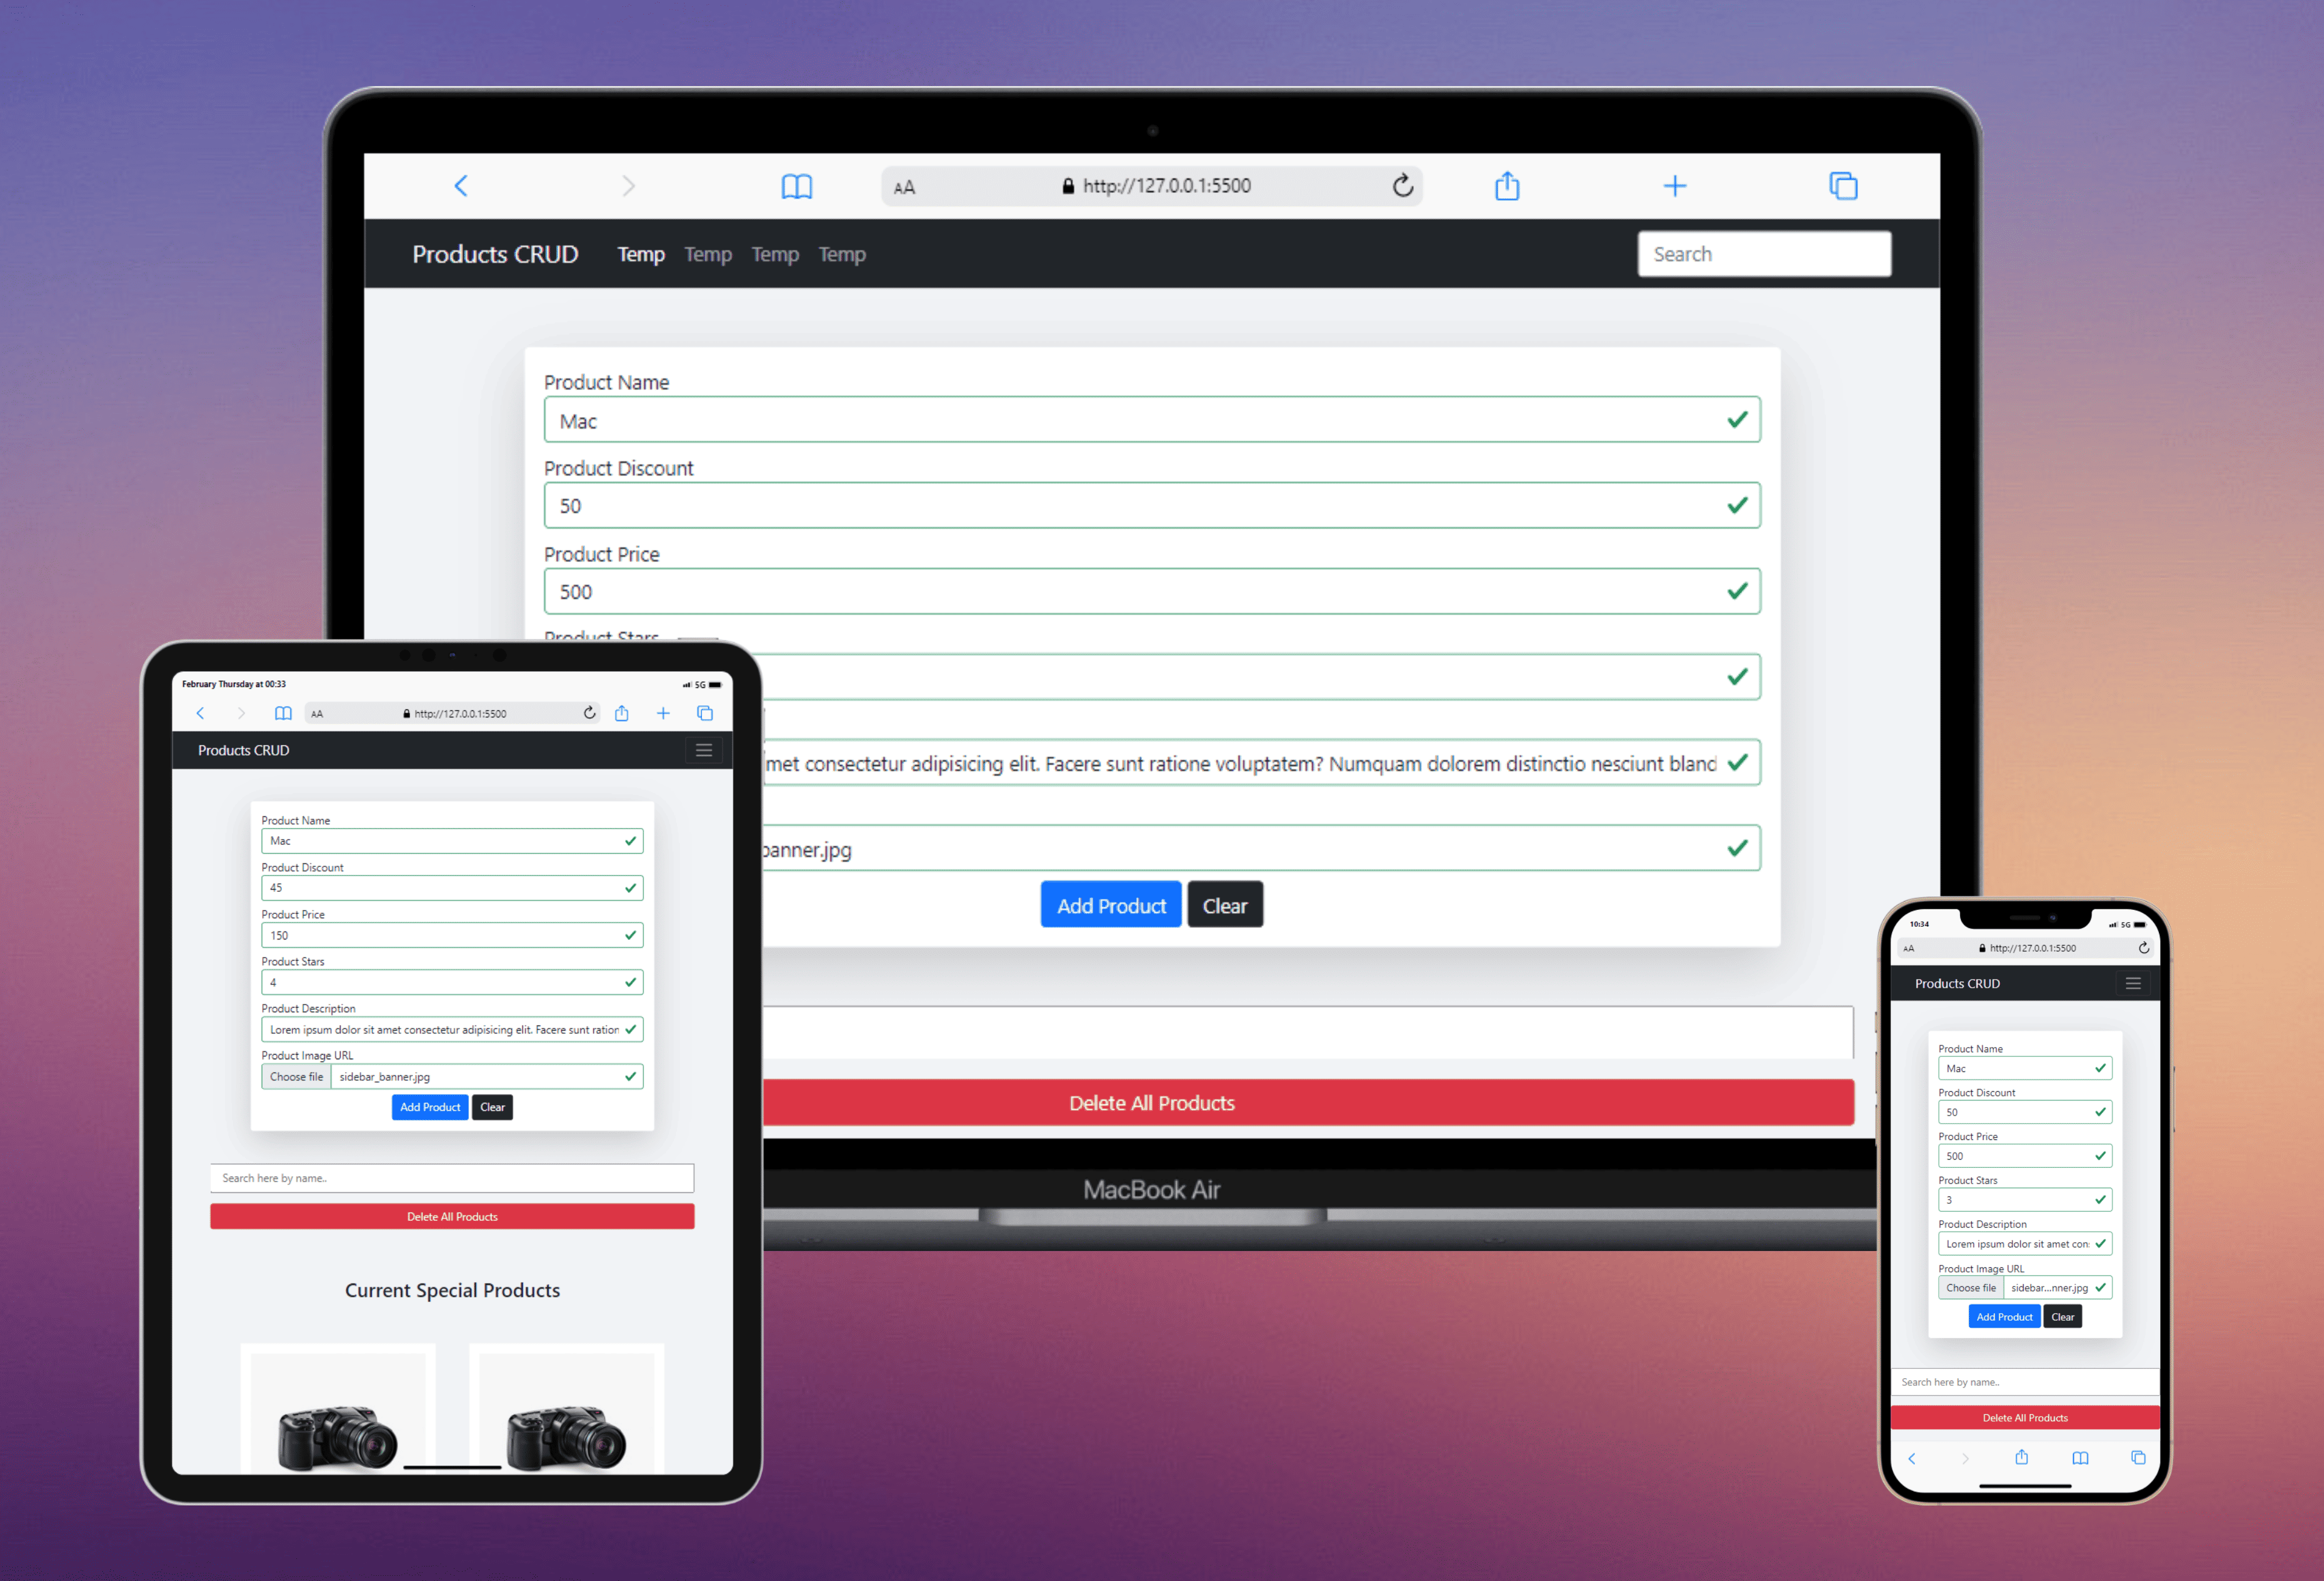 AA
http://127.0.0.1:5500
Products CRUD Temp Temp Temp Temp
Search
Product Name
Mac
Product Discount
50
Product Price
500
Product Stars
met consectetur adipisicing elit. Facere sunt ratione voluptatem? Numquam dolorem distinctio nesciunt bland
banner.jpg
Add Product Clear
Delete All Products
MacBook Air
February Thursday at 00:33
5G
AA
http://127.0.0.1:5500
Products CRUD
Product Name
Mac
Product Discount
45
Product Price
150
Product Stars
4
Product Description
Lorem ipsum dolor sit amet consectetur adipisicing elit. Facere sunt ration
Product Image URL
Choose file sidebar_banner.jpg
Add Product Clear
Search here by name..
Delete All Products
Current Special Products
10:34
5G
AA
http://127.0.0.1:5500
Products CRUD
Product Name
Mac
Product Discount
50
Product Price
500
Product Stars
3
Product Description
Lorem ipsum dolor sit amet con
Product Image URL
Choose file sidebar...nner.jpg
Add Product Clear
Search here by name..
Delete All Products